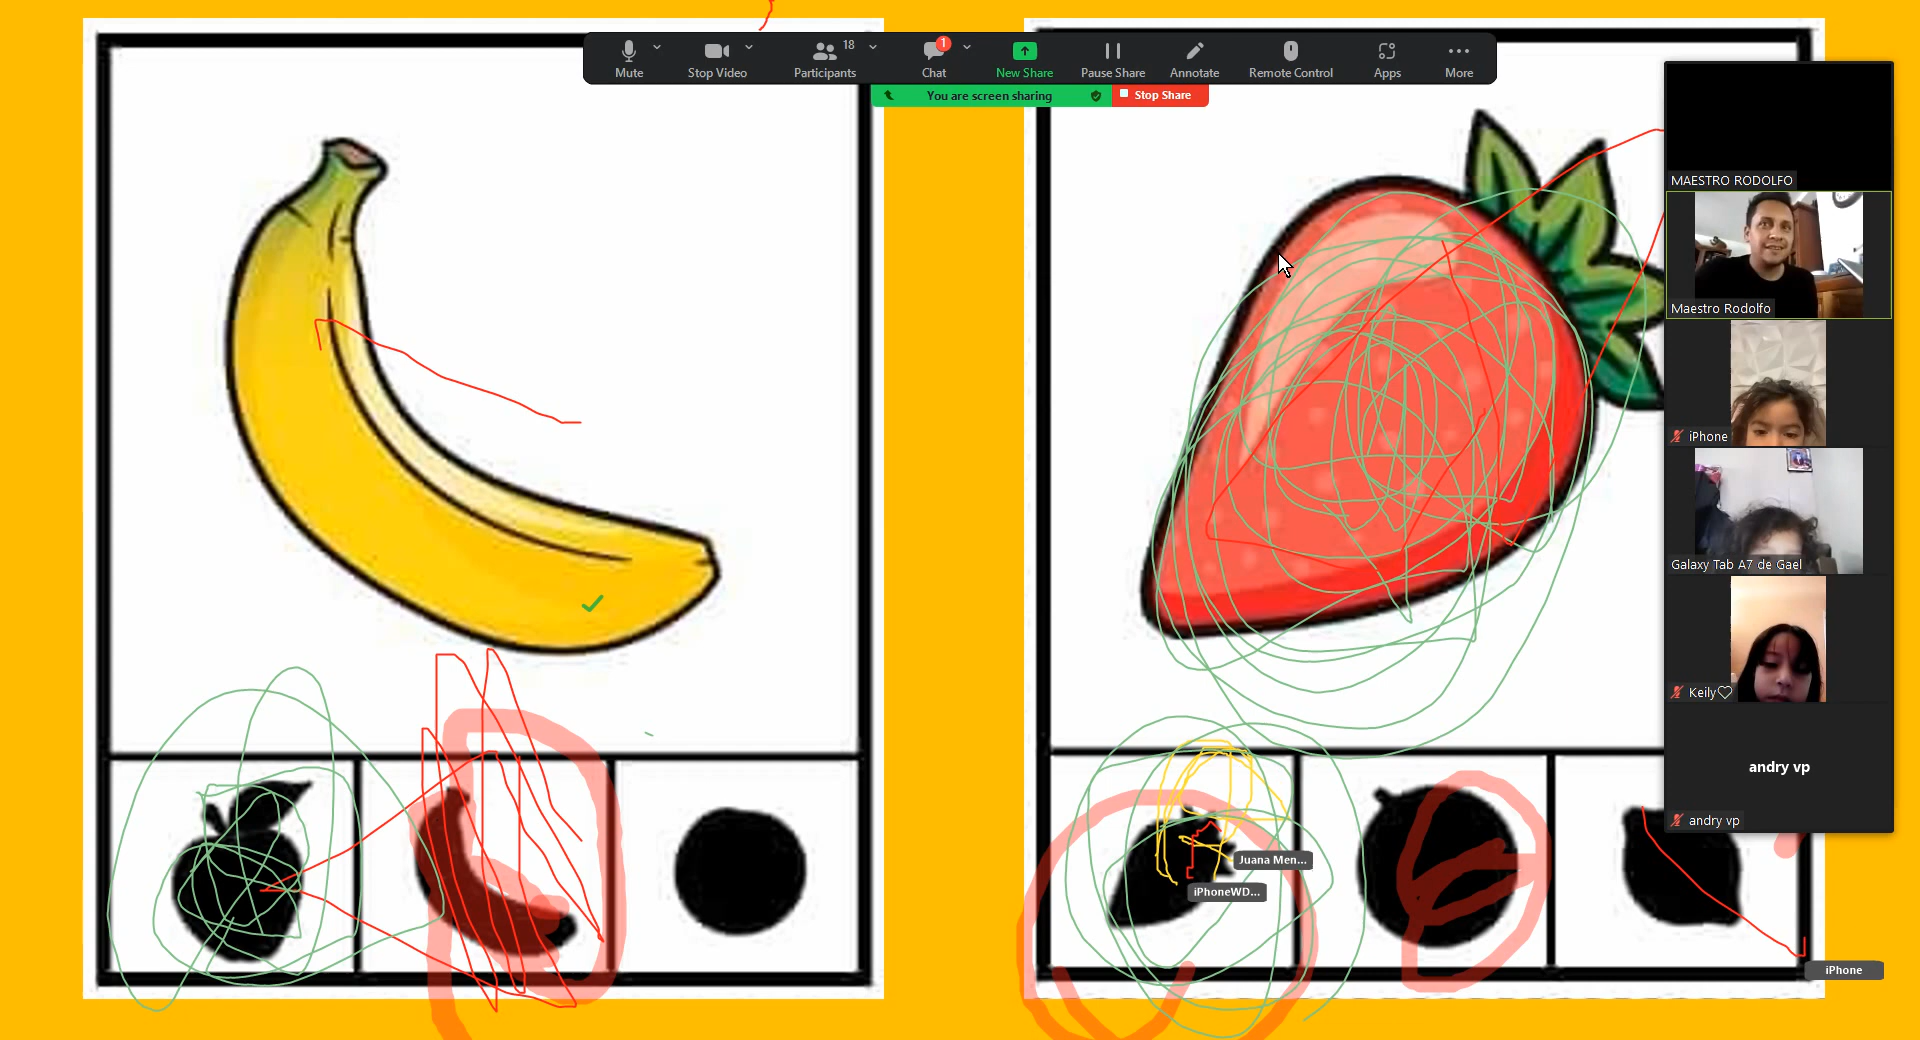 18
1
Mute
Stop Video
Participants
Chat
New Share
Pause Share
Annotate
Remote Control
Apps
More
You are screen sharing
Stop Share
MAESTRO RODOLFO
Maestro Rodolfo
iPhone
Galaxy Tab A7 de Gael
Keily♡
andry vp
andry vp
Juana Men...
iPhoneWD...
iPhone